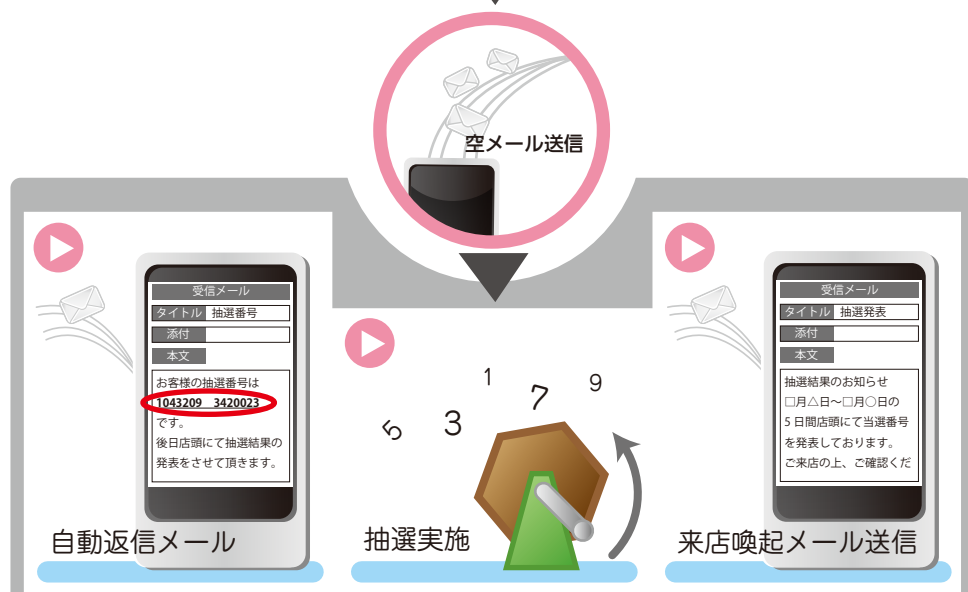 空メール送信
受信メール
タイトル 抽選番号
添付
本文
お客様の抽選番号は
1043209 3420023
です。
後日店頭にて抽選結果の
発表をさせて頂きます。
自動返信メール
1
7
9
5
3
抽選実施
受信メール
タイトル 抽選発表
添付
本文
抽選結果のお知らせ
□月△日~□月○日の
5日間店頭にて当選番号
を発表しております。
ご来店の上、ご確認くだ
来店喚起メール送信